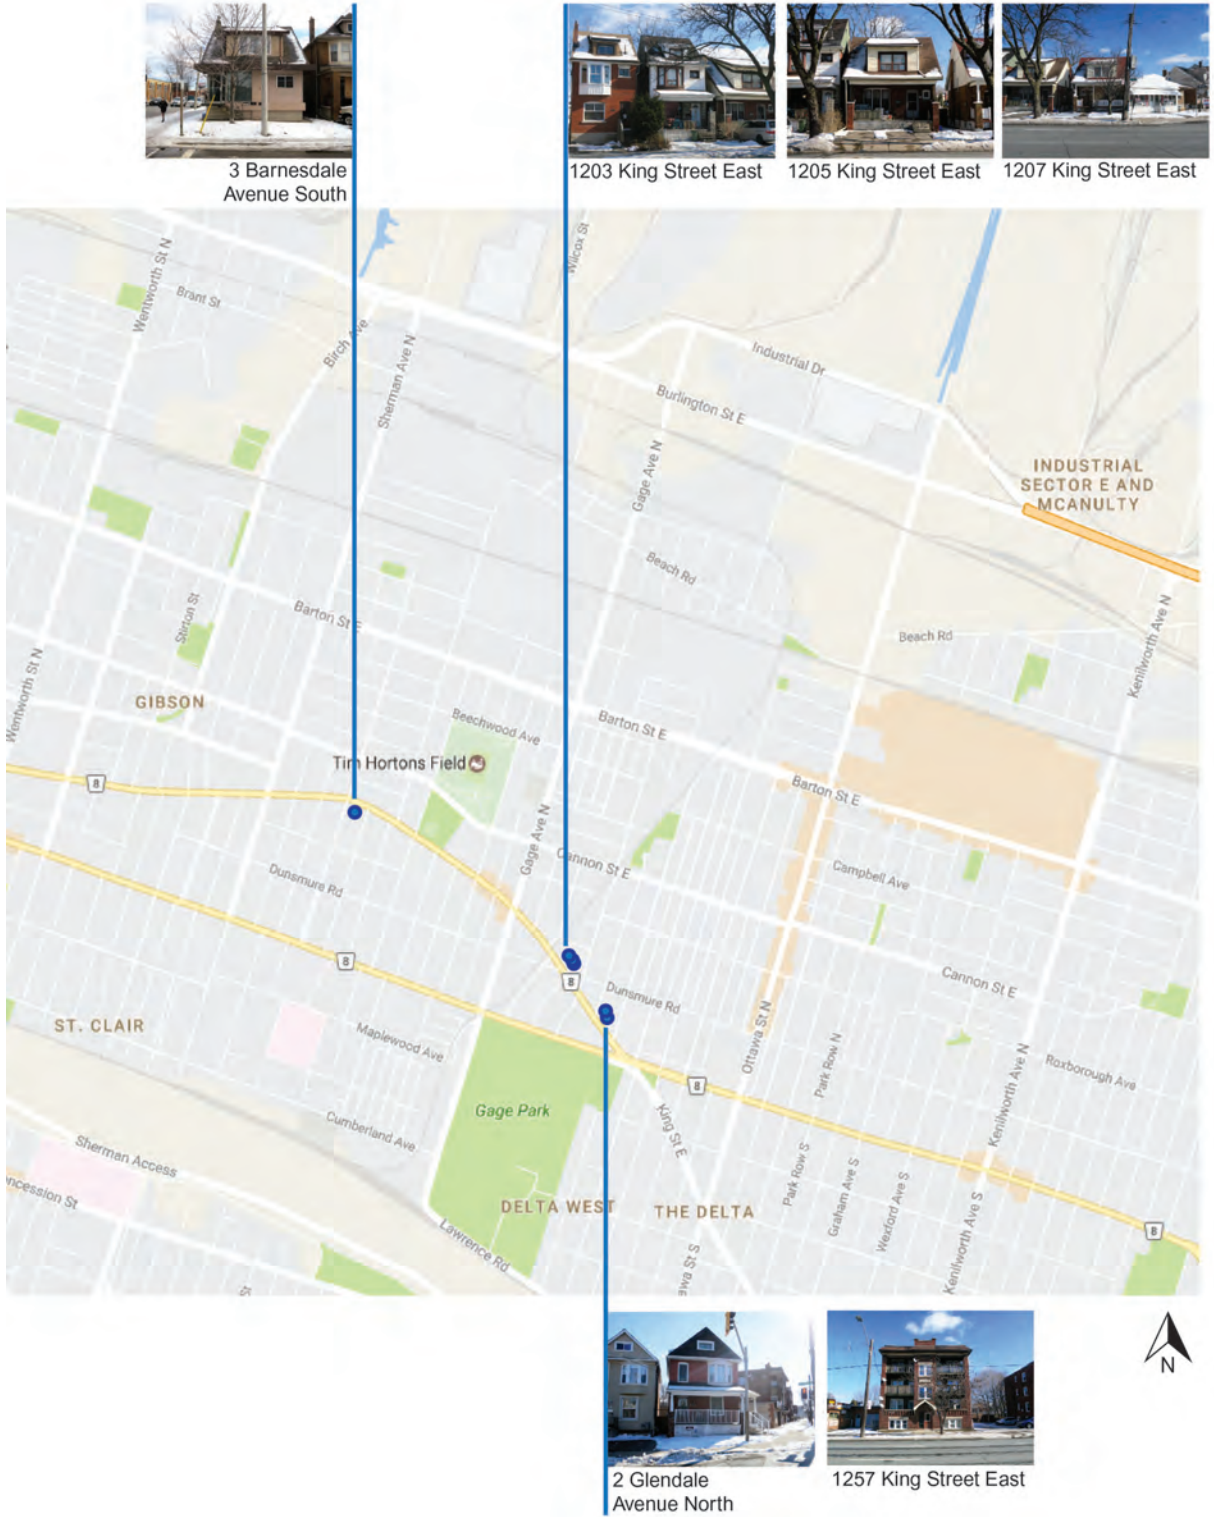 3 Barnesdale
Avenue South
1203 King Street East
1205 King Street East
1207 King Street East
Wentworth St N
Brant St
Birch Ave
Sherman Ave N
Wilcox St
Industrial Dr
Burlington St E
Gage Ave N
INDUSTRIAL
SECTOR E AND
MCANULTY
Beach Rd
Stirton St
Barton St E
Beach Rd
Kenilworth Ave N
Wentworth St N
GIBSON
Beechwood Ave
Barton St E
Tim Hortons Field
8
Barton St E
Gage Ave N
Cannon St E
Dunsmure Rd
Campbell Ave
8
8
Dunsmure Rd
Cannon St E
ST. CLAIR
Maplewood Ave
Ottawa St N
Park Row N
Kenilworth Ave N
Roxborough Ave
8
Gage Park
King St E
Cumberland Ave
Sherman Access
oncession St
Park Row S
Graham Ave S
Wexford Ave S
Kenilworth Ave S
DELTA WEST
THE DELTA
8
Lawrence Rd
awa St S
St
N
2 Glendale
Avenue North
1257 King Street East